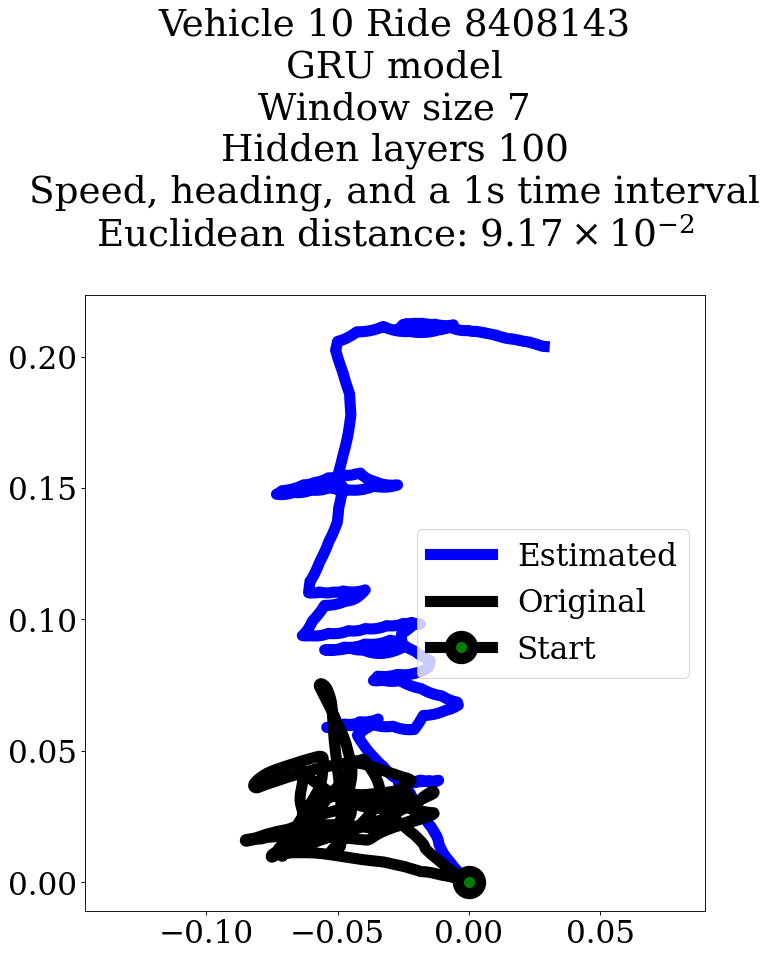 Vehicle 10 Ride 8408143
GRU model
Window size 7
Hidden layers 100
Speed, heading, and a 1s time interval
Euclidean distance: 9.17 × 10⁻²
0.20
0.15
0.10
0.05
0.00
Estimated
Original
Start
−0.10
−0.05
0.00
0.05